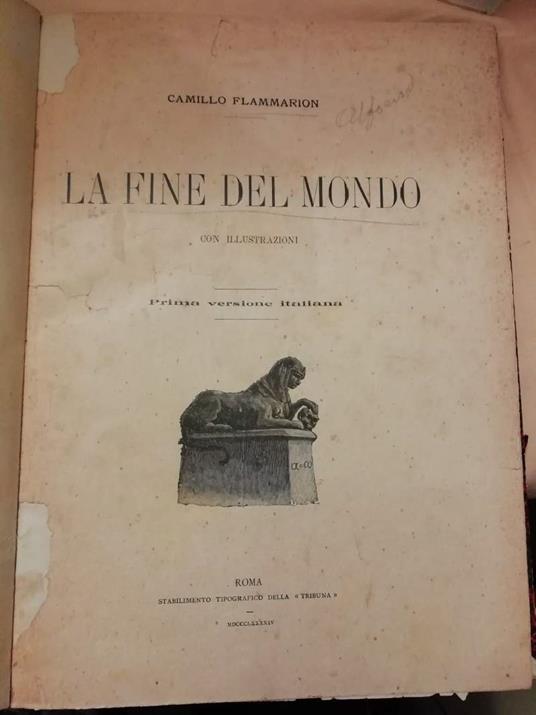 CAMILLO FLAMMARION
LA FINE DEL MONDO
CON ILLUSTRAZIONI
Prima versione italiana
α-ω
ROMA
STABILIMENTO TIPOGRAFICO DELLA « TRIBUNA »
MDCCCLXXXXIV